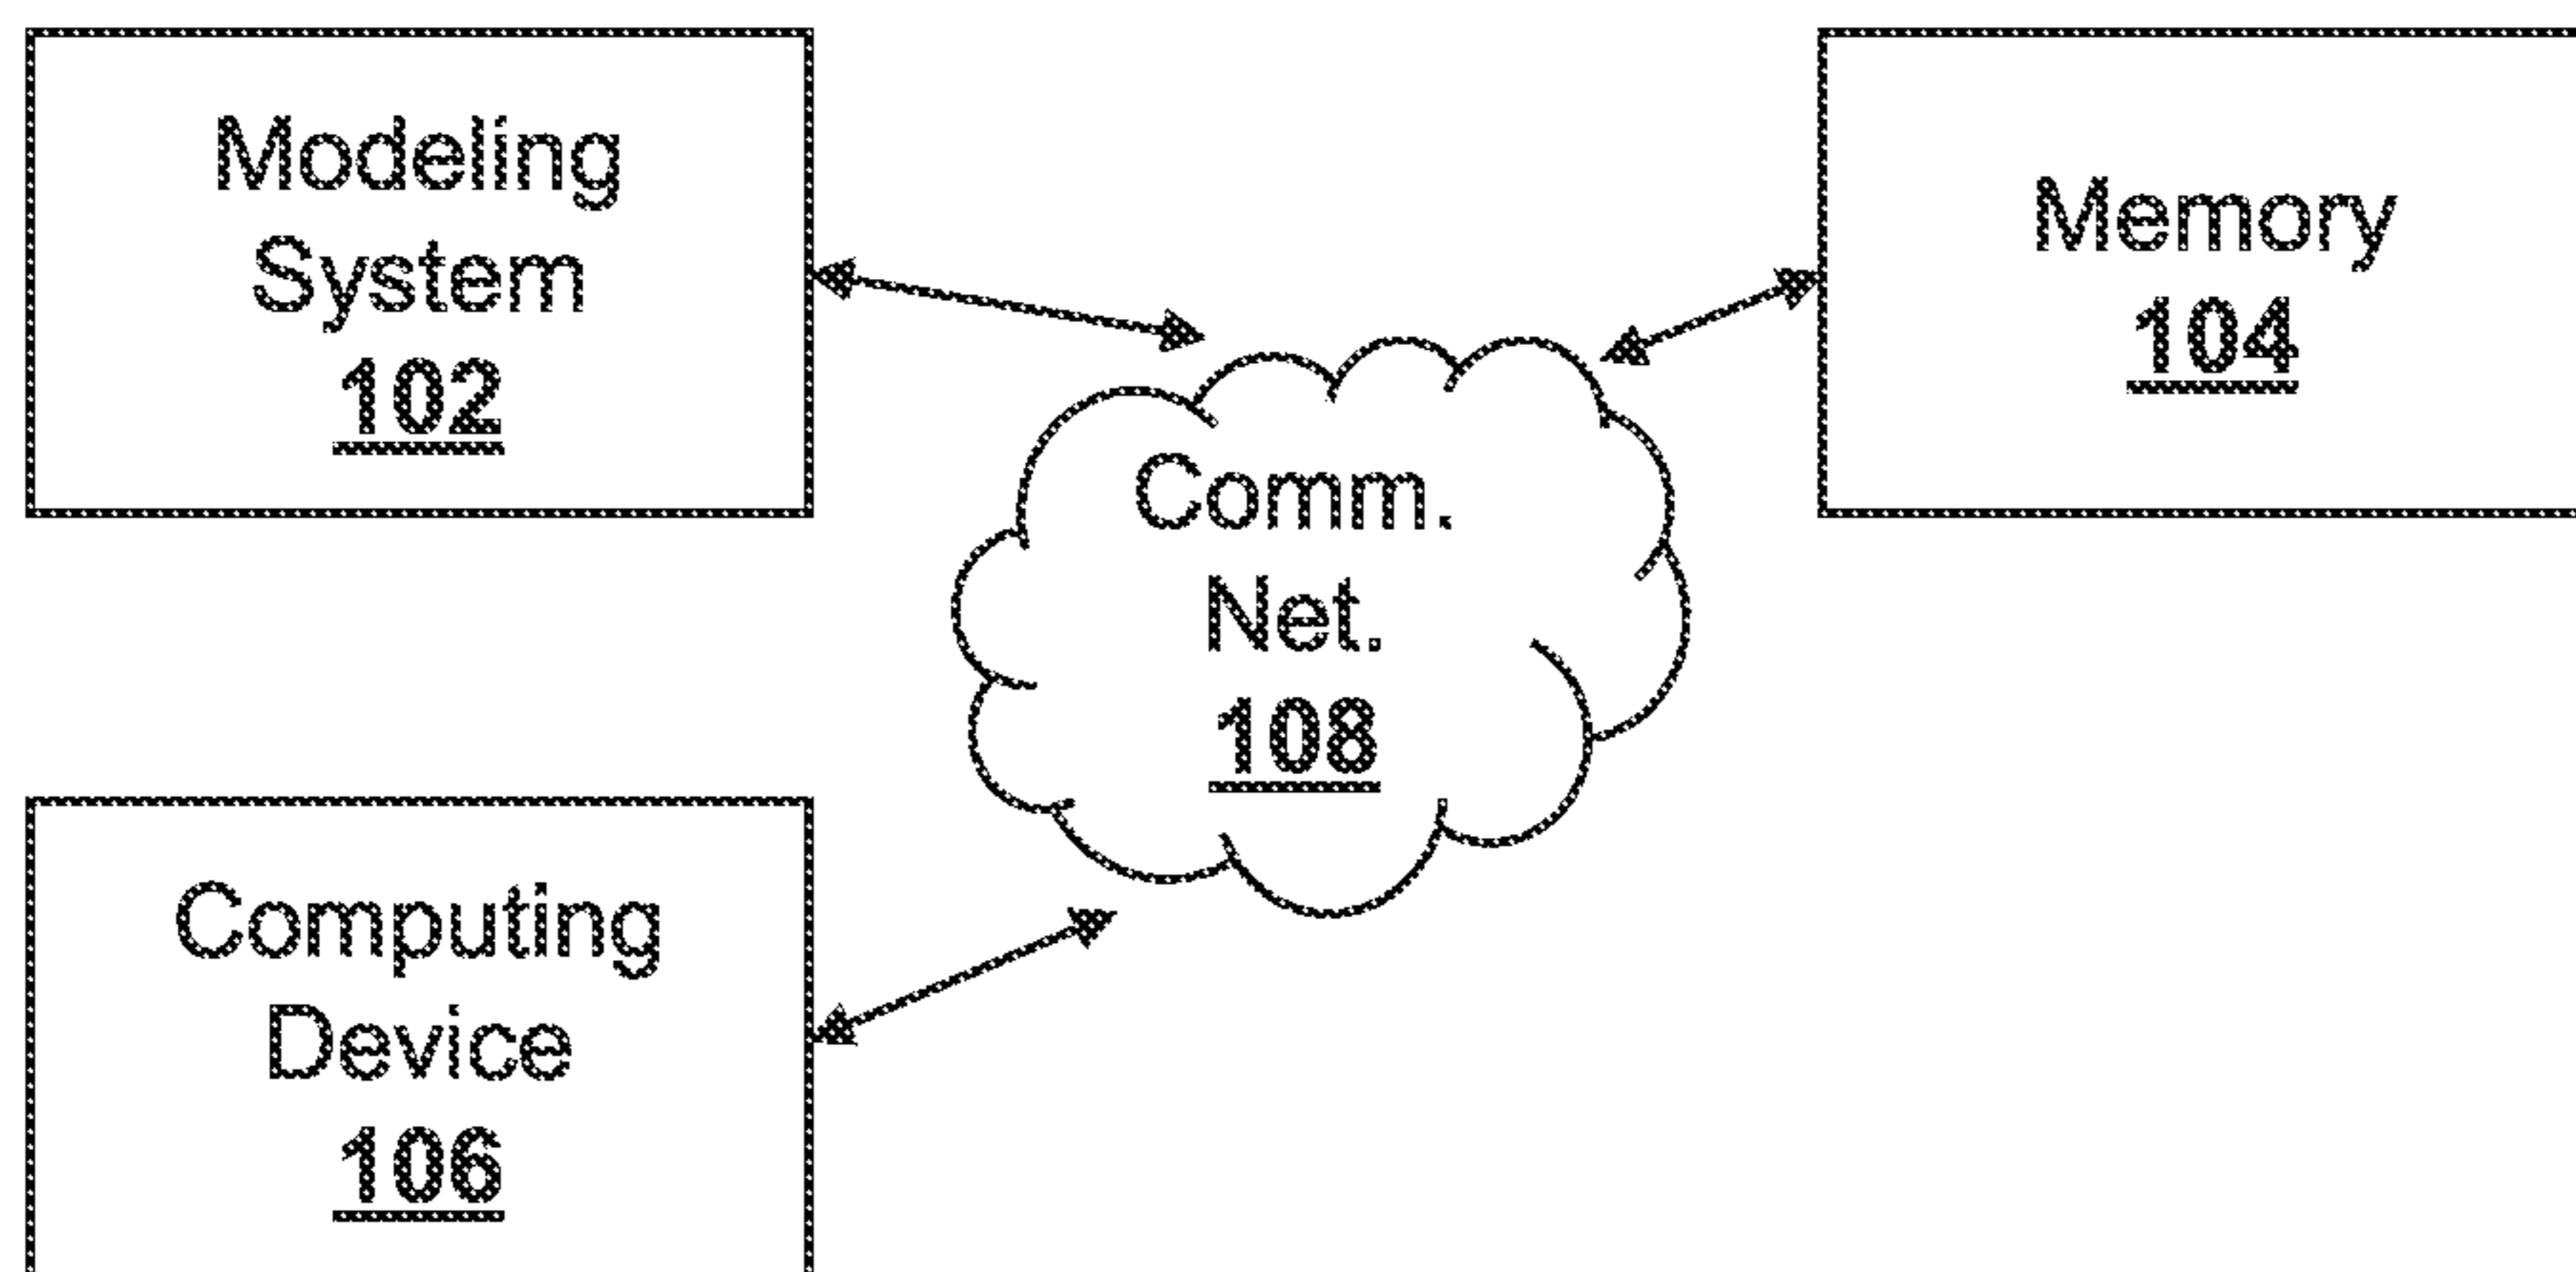 Modeling
System
102
Memory
104
Comm.
Net.
108
Computing
Device
106